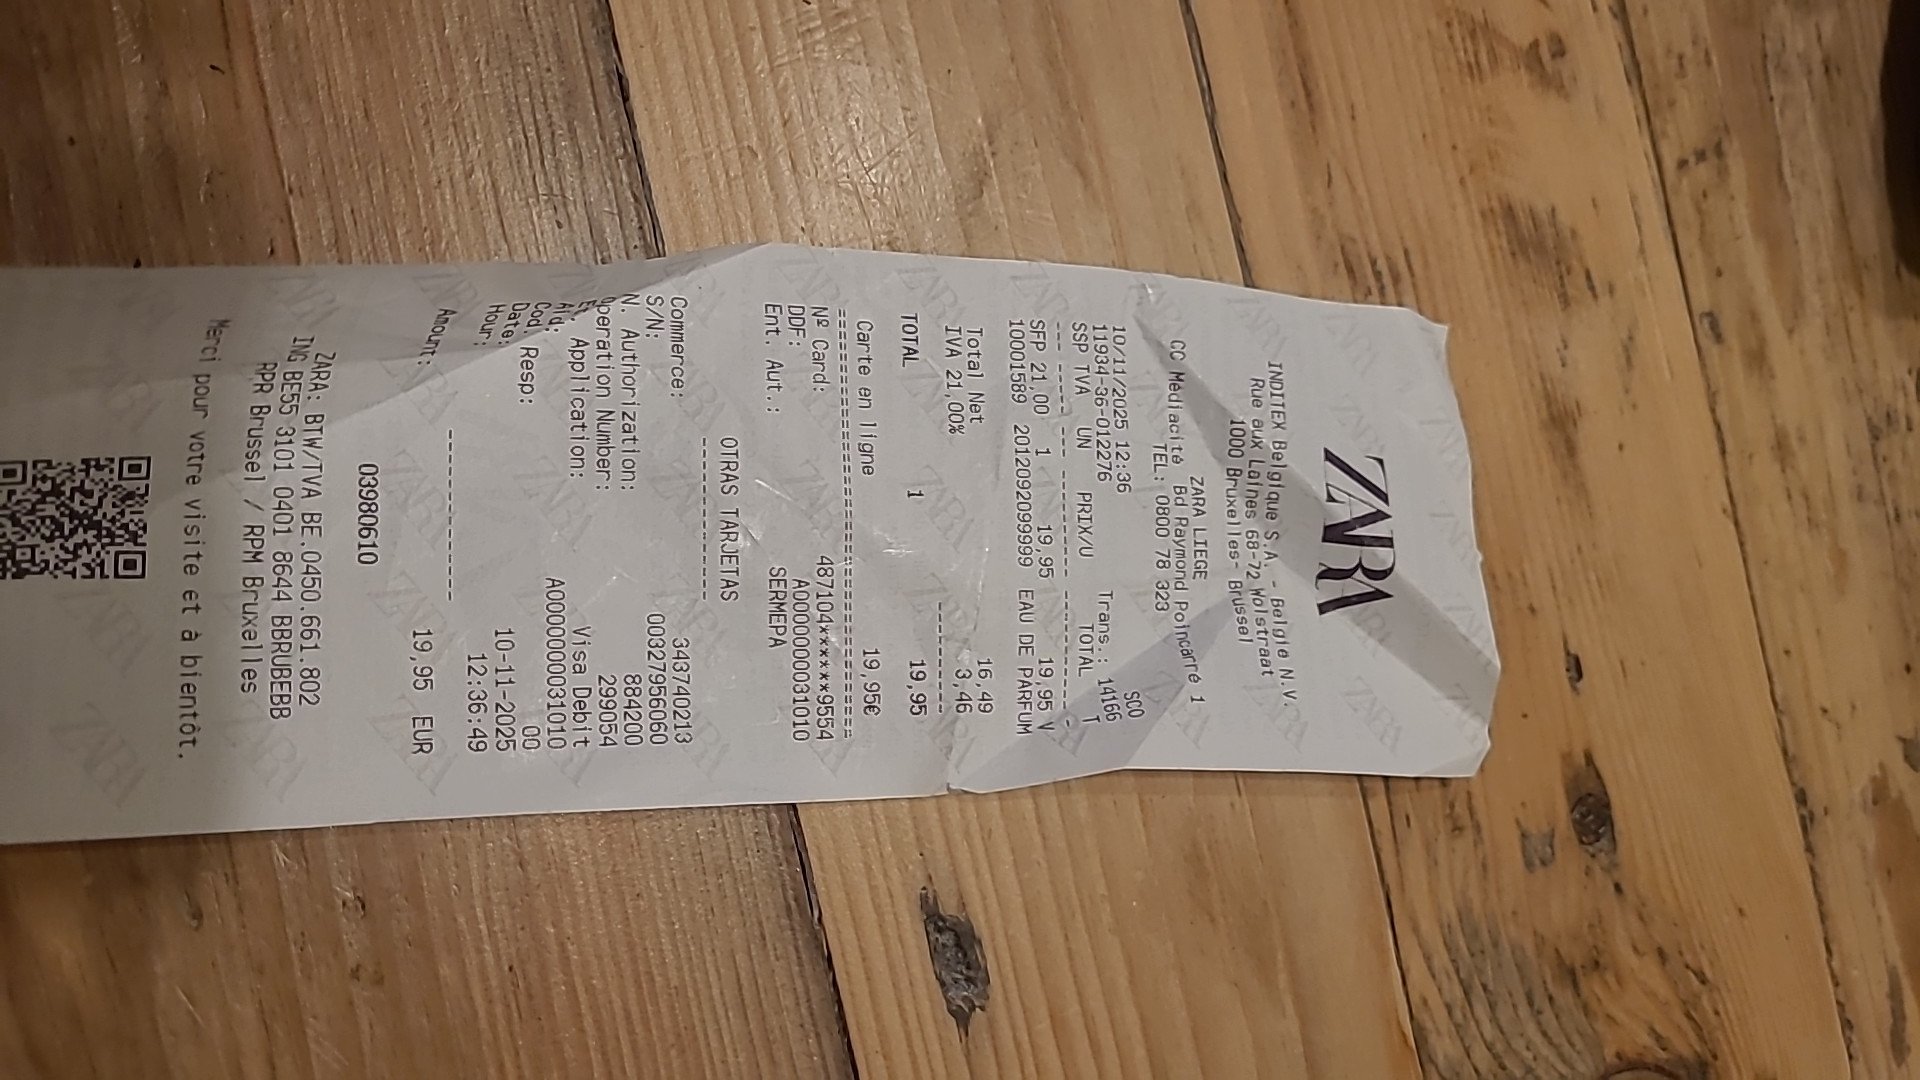 ZARA
INDITEX Belgique S.A. - België N.V.
Rue aux Laines 68-72 Wolstraat
1000 Bruxelles- Brussel
ZARA LIEGE
CC Médiacité Bd Raymond Poincarré 1
TEL: 0800 78 323
SCO
10/11/2025 12:36 Trans.: 14166
11934-36-012276 T
SSP TVA UN PRIX/U TOTAL
SFP 21,00 1 19,95 19,95 V
10001589 20120920999999 EAU DE PARFUM
Total Net 16,49
IVA 21,00% 3,46
TOTAL 1 19,95
Carte en ligne 19,95€
Nº Card: 487104******9554
DDF: A0000000031010
Ent. Aut.: SERMEPA
OTRAS TARJETAS
Commerce: 343740213
S/N: 00327956060
N. Authorization: 884200
Operation Number: 299054
Et. Application: Visa Debit
Aid: A0000000031010
Cod. Resp: 00
Date: 10-11-2025
Hour: 12:36:49
Amount: 19,95 EUR
03980610
ZARA: BTW/TVA BE.0450.661.802
ING BE55 3101 0401 8644 BBRUBEBB
RPR Brussel / RPM Bruxelles
Merci pour votre visite et à bientôt.